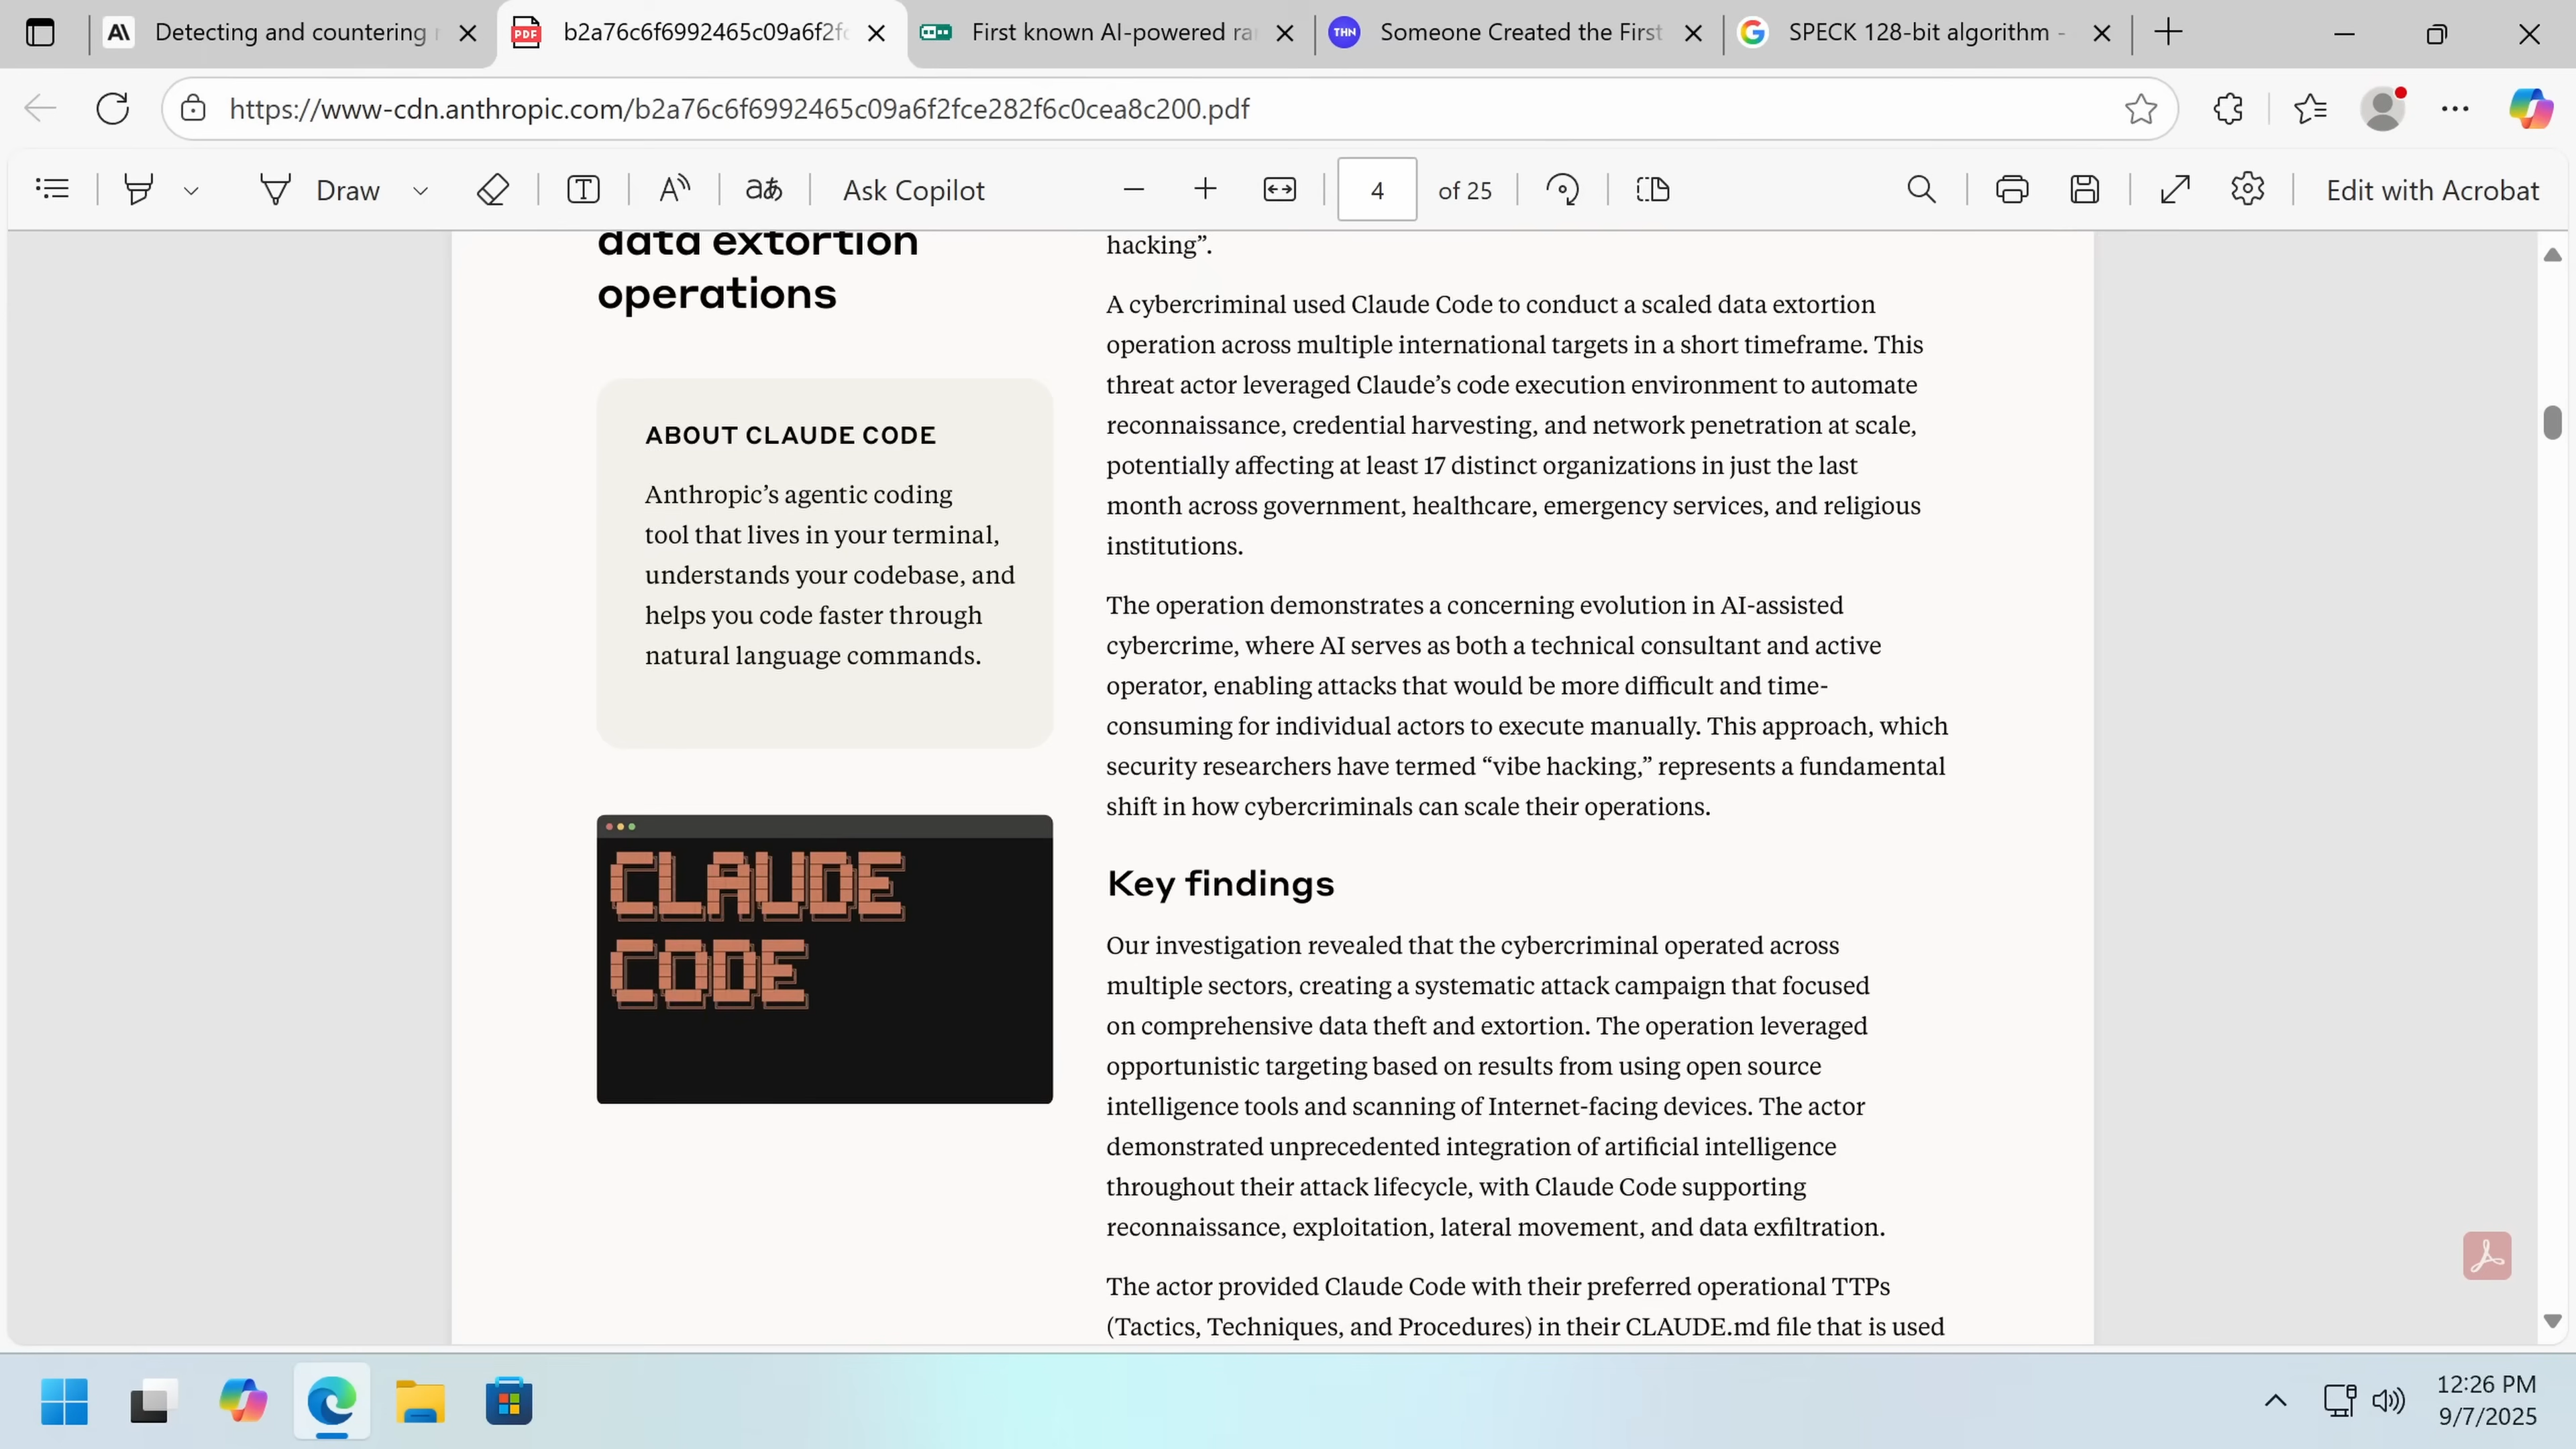 Detecting and countering
b2a76c6f6992465c09a6f2f
First known AI-powered ra
THN
Someone Created the First
SPECK 128-bit algorithm -
https://www-cdn.anthropic.com/b2a76c6f6992465c09a6f2fce282f6c0cea8c200.pdf
Draw
Ask Copilot
4
of 25
Edit with Acrobat
data extortion
operations
ABOUT CLAUDE CODE
Anthropic’s agentic coding
tool that lives in your terminal,
understands your codebase, and
helps you code faster through
natural language commands.
CLAUDE
CODE
hacking”.
A cybercriminal used Claude Code to conduct a scaled data extortion
operation across multiple international targets in a short timeframe. This
threat actor leveraged Claude’s code execution environment to automate
reconnaissance, credential harvesting, and network penetration at scale,
potentially affecting at least 17 distinct organizations in just the last
month across government, healthcare, emergency services, and religious
institutions.
The operation demonstrates a concerning evolution in AI-assisted
cybercrime, where AI serves as both a technical consultant and active
operator, enabling attacks that would be more difficult and time-
consuming for individual actors to execute manually. This approach, which
security researchers have termed “vibe hacking,” represents a fundamental
shift in how cybercriminals can scale their operations.
Key findings
Our investigation revealed that the cybercriminal operated across
multiple sectors, creating a systematic attack campaign that focused
on comprehensive data theft and extortion. The operation leveraged
opportunistic targeting based on results from using open source
intelligence tools and scanning of Internet-facing devices. The actor
demonstrated unprecedented integration of artificial intelligence
throughout their attack lifecycle, with Claude Code supporting
reconnaissance, exploitation, lateral movement, and data exfiltration.
The actor provided Claude Code with their preferred operational TTPs
(Tactics, Techniques, and Procedures) in their CLAUDE.md file that is used
12:26 PM
9/7/2025